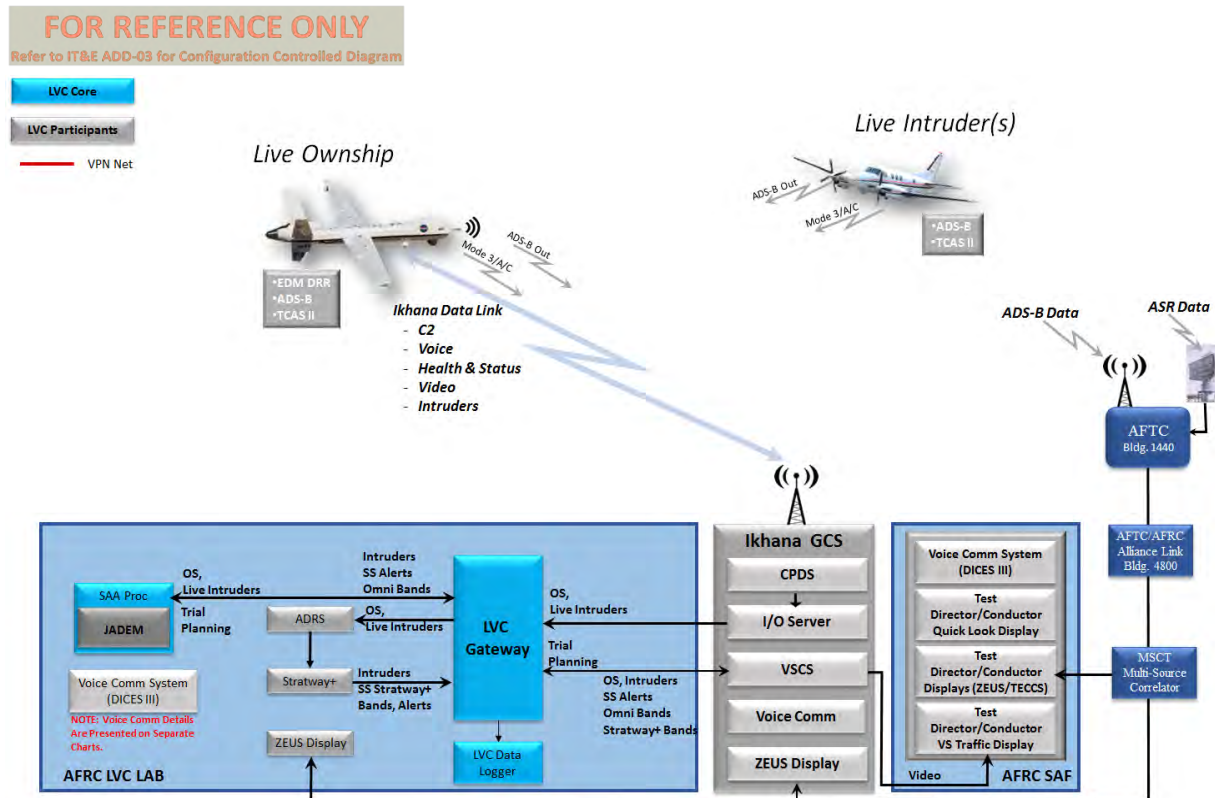 FOR REFERENCE ONLY
Refer to IT&E ADD-03 for Configuration Controlled Diagram
LVC Core
LVC Participants
VPN Net
Live Ownship
Live Intruder(s)
ADS-B Out
Mode 3/A/C
•ADS-B
•TCAS II
Mode 3/A/C
ADS-B Out
•EDM DRR
•ADS-B
•TCAS II
Ikhana Data Link
- C2
- Voice
- Health & Status
- Video
- Intruders
ADS-B Data
ASR Data
AFTC
Bldg. 1440
AFTC/AFRC
Alliance Link
Bldg. 4800
MSCT
Multi-Source
Correlator
SAA Proc
JADEM
OS,
Live Intruders
Trial
Planning
Intruders
SS Alerts
Omni Bands
ADRS
OS,
Live Intruders
Stratway+
Intruders
SS Stratway+
Bands, Alerts
Voice Comm System
(DICES III)
NOTE: Voice Comm Details
Are Presented on Separate
Charts.
ZEUS Display
LVC
Gateway
LVC Data
Logger
AFRC LVC LAB
OS,
Live Intruders
Trial
Planning
OS, Intruders
SS Alerts
Omni Bands
Stratway+ Bands
Ikhana GCS
CPDS
I/O Server
VSCS
Voice Comm
ZEUS Display
Voice Comm System
(DICES III)
Test
Director/Conductor
Quick Look Display
Test
Director/Conductor
Displays (ZEUS/TECCS)
Test
Director/Conductor
VS Traffic Display
Video
AFRC SAF